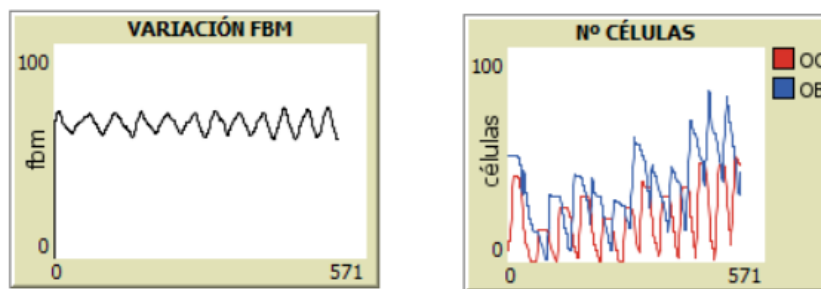 VARIACIÓN FBM
100
fbm
0
0
571
Nº CÉLULAS
100
células
0
0
571
OC
OB